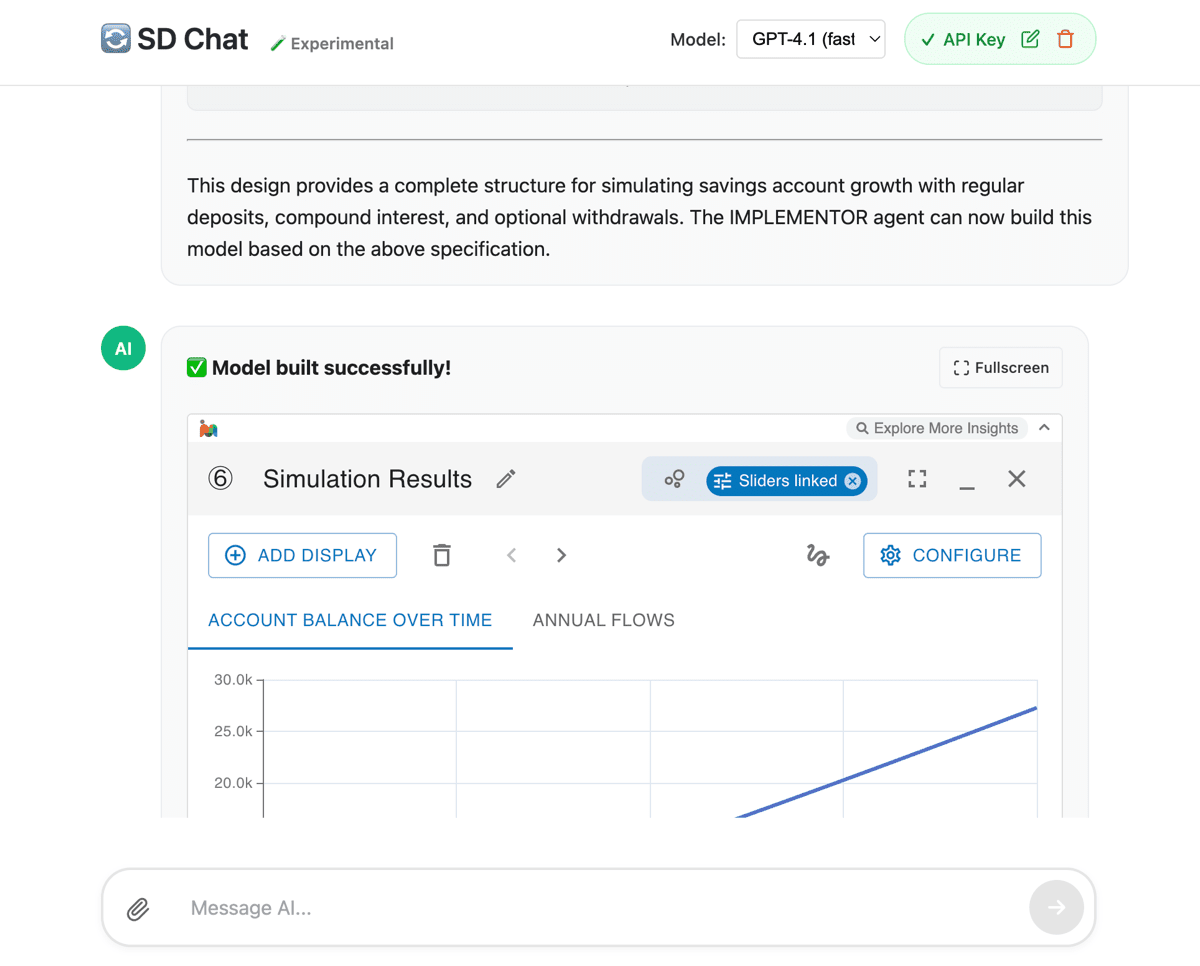 SD Chat
Experimental
Model:
GPT-4.1 (fast
✓ API Key
This design provides a complete structure for simulating savings account growth with regular
deposits, compound interest, and optional withdrawals. The IMPLEMENTOR agent can now build this
model based on the above specification.
AI
✅ Model built successfully!
Fullscreen
Explore More Insights
⑥ Simulation Results
Sliders linked
ADD DISPLAY
CONFIGURE
ACCOUNT BALANCE OVER TIME
ANNUAL FLOWS
30.0k
25.0k
20.0k
Message AI...